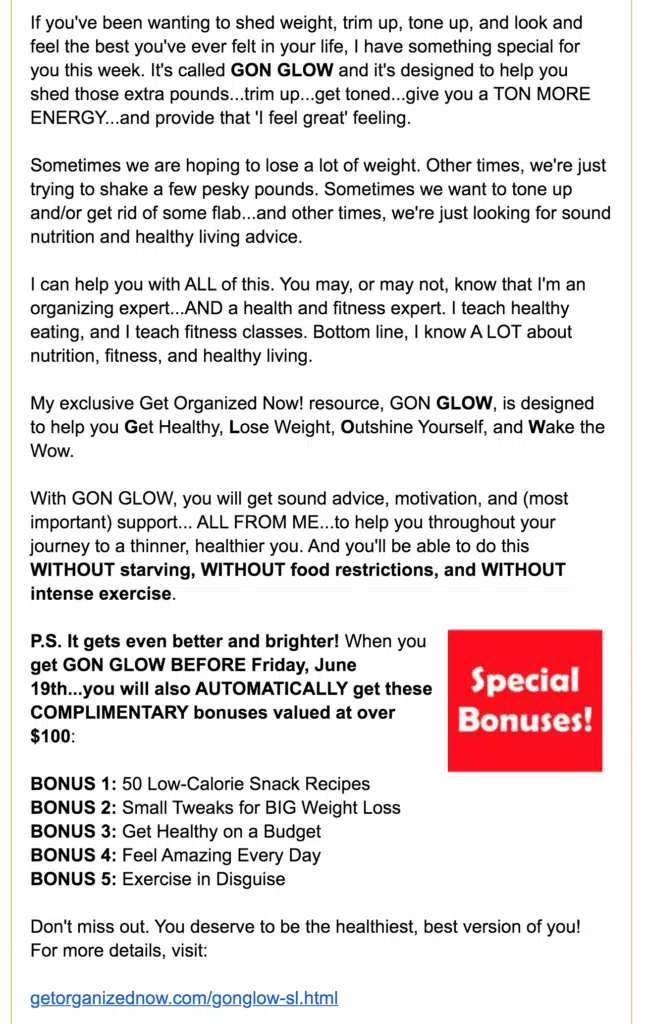 If you've been wanting to shed weight, trim up, tone up, and look and
feel the best you've ever felt in your life, I have something special for
you this week. It's called GON GLOW and it's designed to help you
shed those extra pounds...trim up...get toned...give you a TON MORE
ENERGY...and provide that 'I feel great' feeling.
Sometimes we are hoping to lose a lot of weight. Other times, we're just
trying to shake a few pesky pounds. Sometimes we want to tone up
and/or get rid of some flab...and other times, we're just looking for sound
nutrition and healthy living advice.
I can help you with ALL of this. You may, or may not, know that I'm an
organizing expert...AND a health and fitness expert. I teach healthy
eating, and I teach fitness classes. Bottom line, I know A LOT about
nutrition, fitness, and healthy living.
My exclusive Get Organized Now! resource, GON GLOW, is designed
to help you Get Healthy, Lose Weight, Outshine Yourself, and Wake the
Wow.
With GON GLOW, you will get sound advice, motivation, and (most
important) support... ALL FROM ME...to help you throughout your
journey to a thinner, healthier you. And you'll be able to do this
WITHOUT starving, WITHOUT food restrictions, and WITHOUT
intense exercise.
P.S. It gets even better and brighter! When you
get GON GLOW BEFORE Friday, June
19th...you will also AUTOMATICALLY get these
COMPLIMENTARY bonuses valued at over
$100:
Special
Bonuses!
BONUS 1: 50 Low-Calorie Snack Recipes
BONUS 2: Small Tweaks for BIG Weight Loss
BONUS 3: Get Healthy on a Budget
BONUS 4: Feel Amazing Every Day
BONUS 5: Exercise in Disguise
Don't miss out. You deserve to be the healthiest, best version of you!
For more details, visit:
getorganizednow.com/gonglow-sl.html